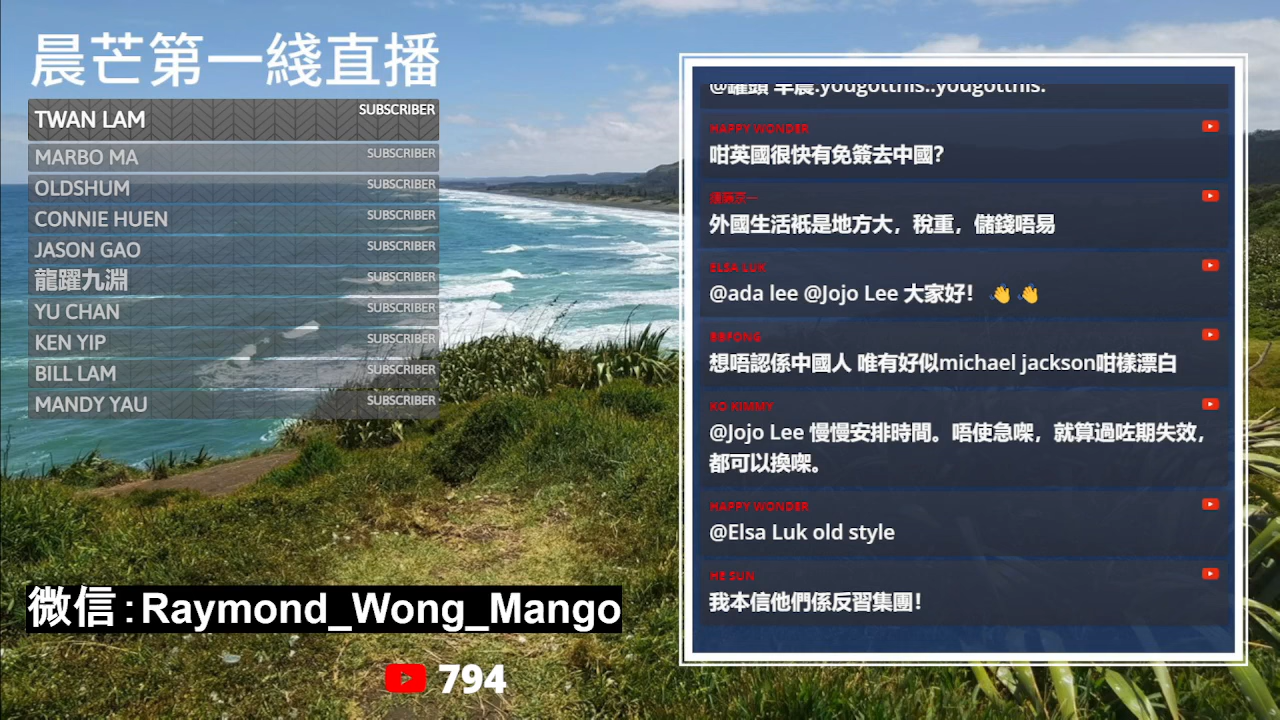 晨芒第一綫直播
TWAN LAM SUBSCRIBER
MARBO MA SUBSCRIBER
OLDSHUM SUBSCRIBER
CONNIE HUEN SUBSCRIBER
JASON GAO SUBSCRIBER
龍躍九淵 SUBSCRIBER
YU CHAN SUBSCRIBER
KEN YIP SUBSCRIBER
BILL LAM SUBSCRIBER
MANDY YAU SUBSCRIBER
微信:Raymond_Wong_Mango
794
@罐頭 早晨.yougotthis..yougotthis.
HAPPY WONDER
咁英國很快有免簽去中國?
外國生活衹是地方大，稅重，儲錢唔易
ELSA LUK
@ada lee @Jojo Lee 大家好！ 👋 👋
BBFONG
想唔認係中國人 唯有好似michael jackson咁樣漂白
KO KIMMY
@Jojo Lee 慢慢安排時間。唔使急㗎，就算過咗期失效，
都可以換㗎。
HAPPY WONDER
@Elsa Luk old style
HE SUN
我本信他們係反習集團！